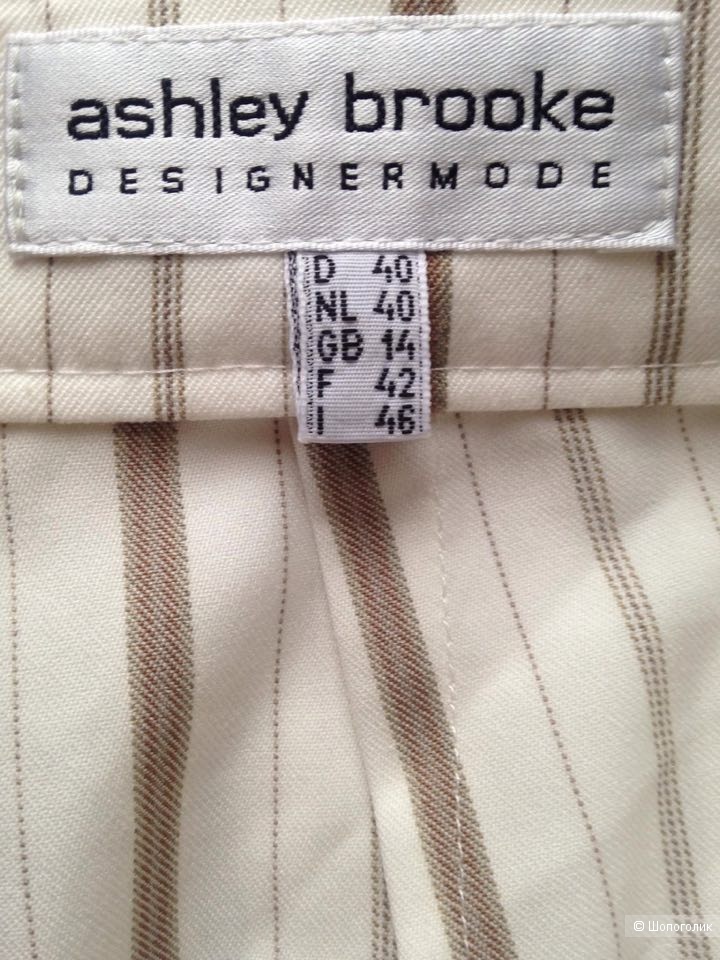 ashley brooke
DESIGNERMODE
D 40
NL 40
GB 14
F 42
I 46
© Шопоголик